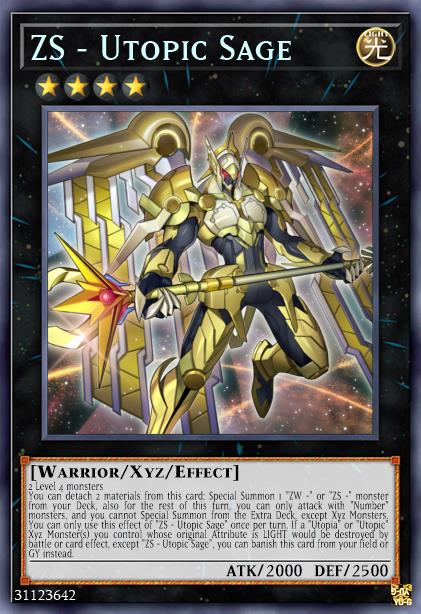 ZS - Utopic Sage
LIGHT
光
[Warrior/Xyz/Effect]
2 Level 4 monsters
You can detach 2 materials from this card; Special Summon 1 "ZW -" or "ZS -" monster
from your Deck, also for the rest of this turn, you can only attack with "Number"
monsters, and you cannot Special Summon from the Extra Deck, except Xyz Monsters.
You can only use this effect of "ZS - Utopic Sage" once per turn. If a "Utopia" or "Utopic"
Xyz Monster(s) you control whose original Attribute is LIGHT would be destroyed by
battle or card effect, except "ZS - Utopic Sage", you can banish this card from your field or
GY instead.
ATK/2000 DEF/2500
31123642